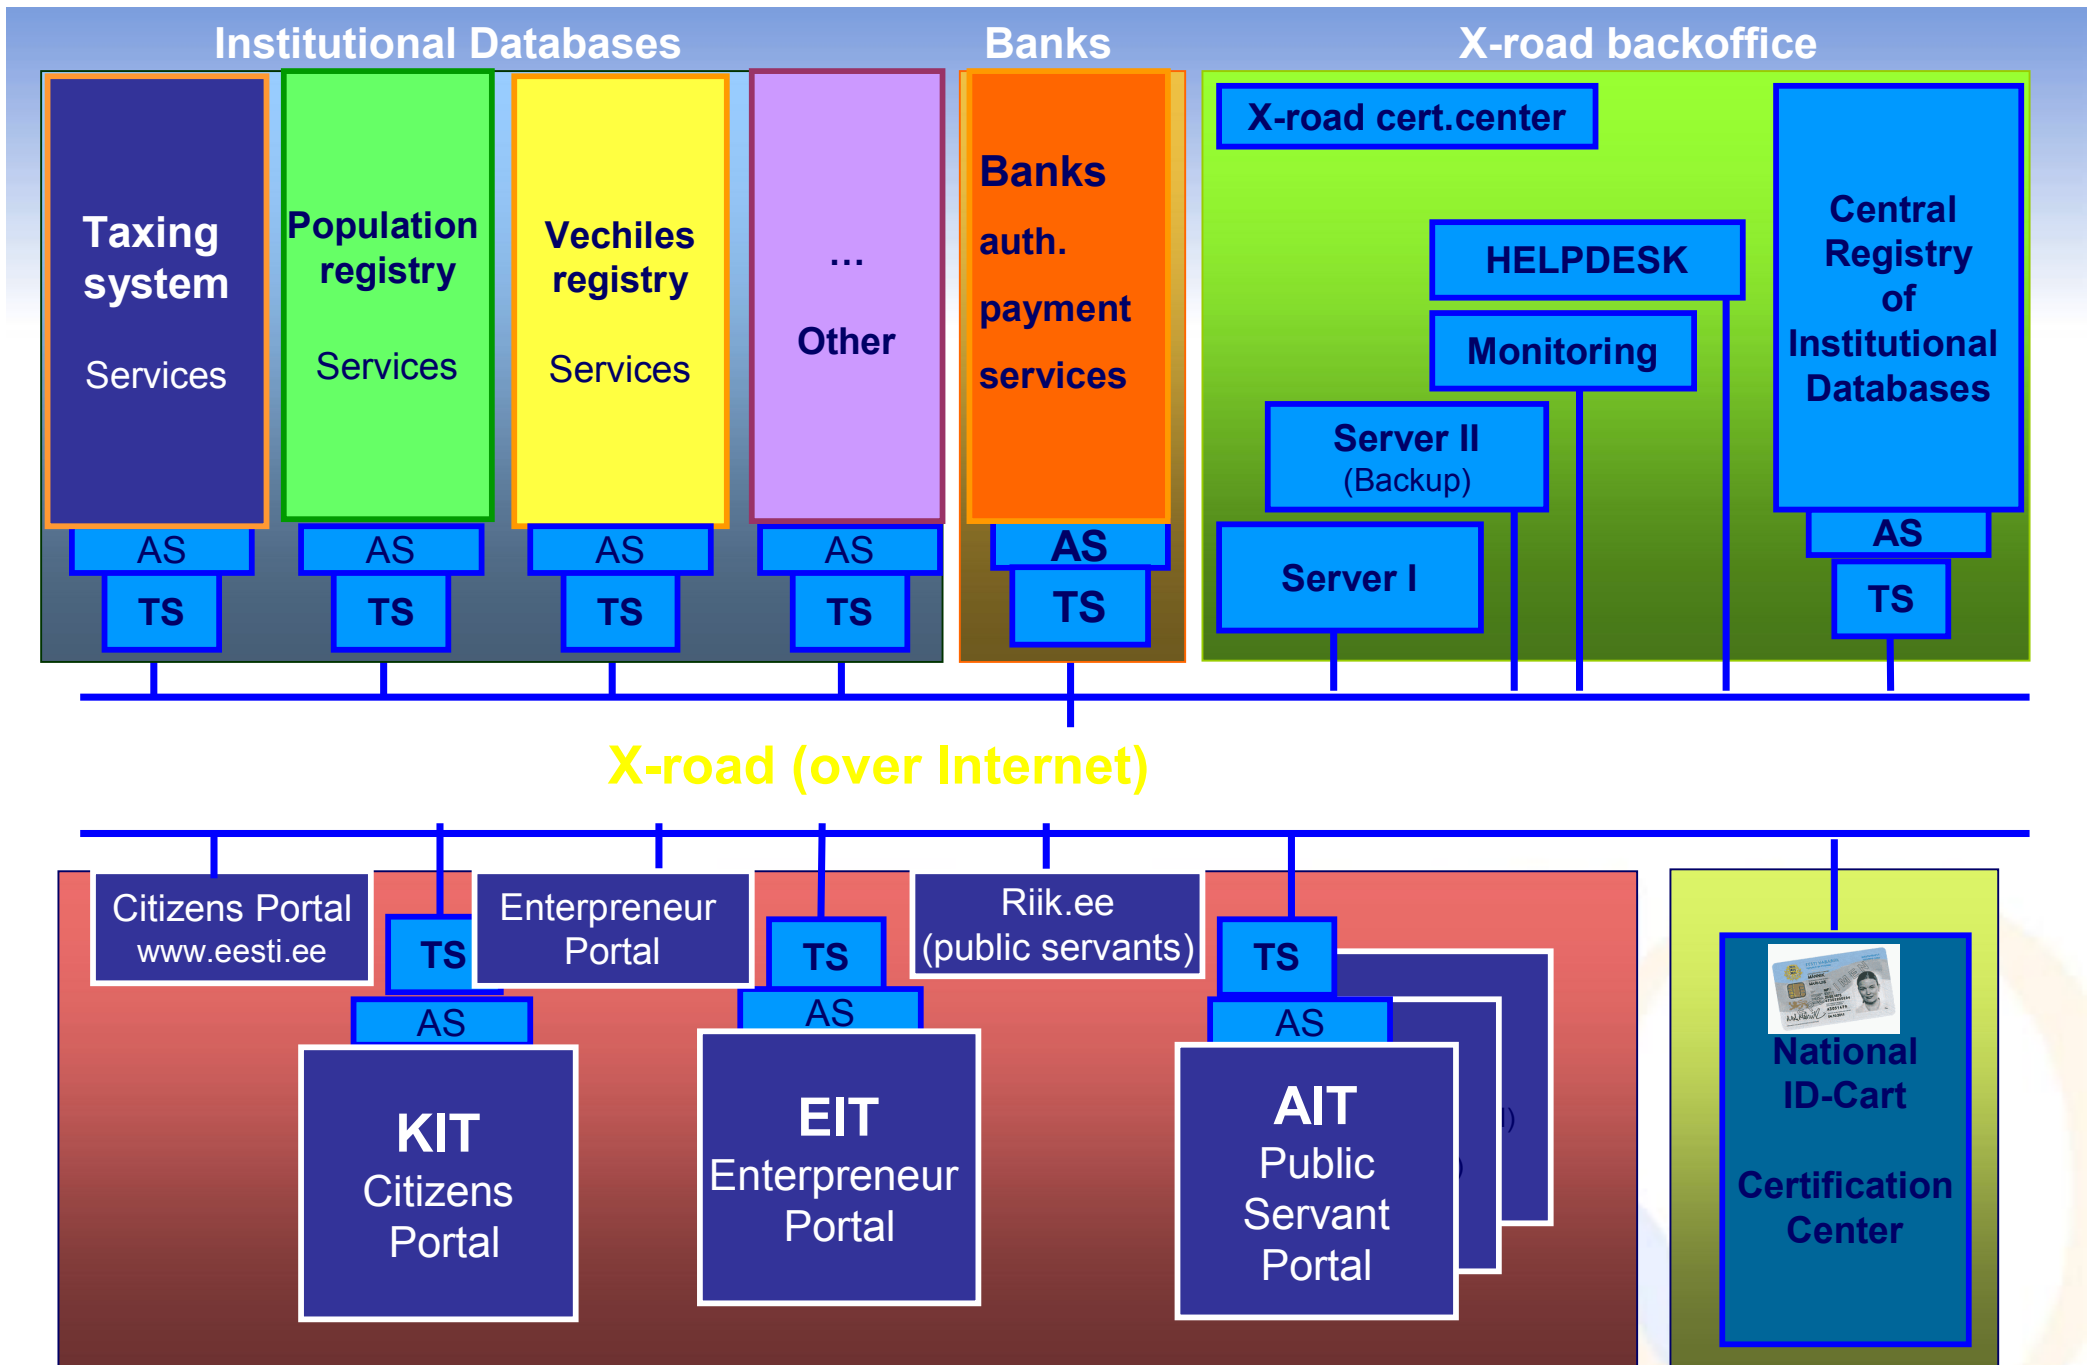 Institutional Databases
Banks
X-road backoffice
Taxing
system
Services
Population
registry
Services
Vechiles
registry
Services
...
Other
Banks
auth.
payment
services
X-road cert.center
HELPDESK
Monitoring
Server II
(Backup)
Server I
Central
Registry
of
Institutional
Databases
AS
TS
AS
TS
AS
TS
AS
TS
AS
TS
AS
TS
X-road (over Internet)
Citizens Portal
www.eesti.ee
TS
AS
KIT
Citizens
Portal
Enterpreneur
Portal
TS
AS
EIT
Enterpreneur
Portal
Riik.ee
(public servants)
TS
AS
AIT
Public
Servant
Portal
National
ID-Cart
Certification
Center